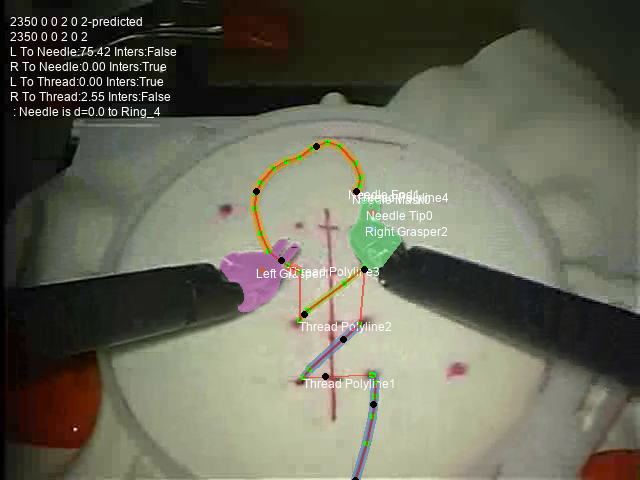 2350 0 0 2 0 2-predicted
2350 0 0 2 0 2
L To Needle:75.42 Inters:False
R To Needle:0.00 Inters:True
L To Thread:0.00 Inters:True
R To Thread:2.55 Inters:False
: Needle is d=0.0 to Ring_4
Needle Tip0
Right Grasper2
Thread Polyline3
Thread Polyline2
Thread Polyline1